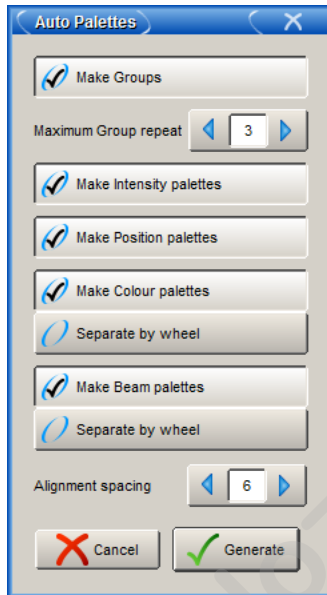 Auto Palettes
Make Groups
Maximum Group repeat 3
Make Intensity palettes
Make Position palettes
Make Colour palettes
Separate by wheel
Make Beam palettes
Separate by wheel
Alignment spacing 6
Cancel Generate